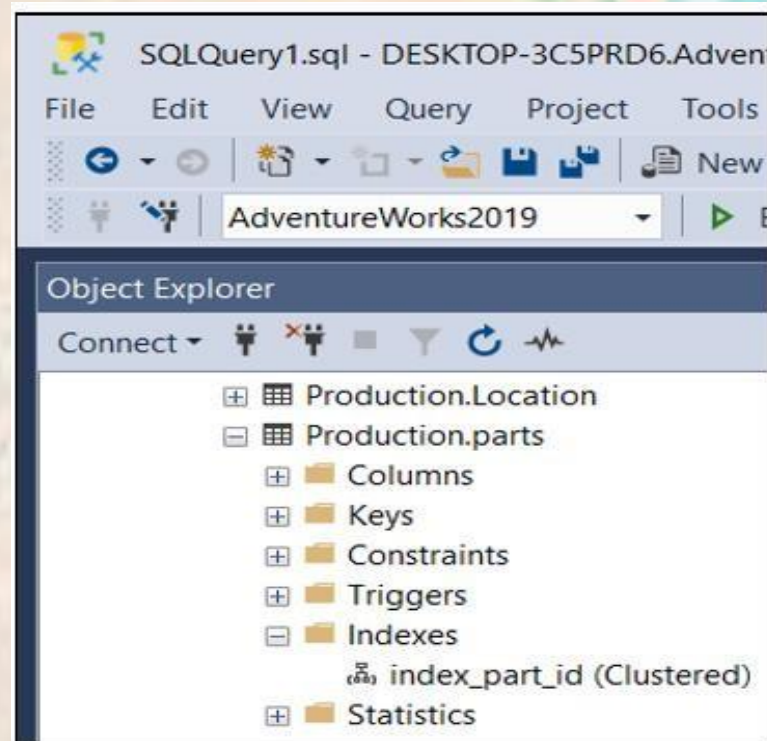 SQLQuery1.sql - DESKTOP-3C5PRD6.Adven
File Edit View Query Project Tools
New
AdventureWorks2019
Object Explorer
Connect
Production.Location
Production.parts
Columns
Keys
Constraints
Triggers
Indexes
index_part_id (Clustered)
Statistics